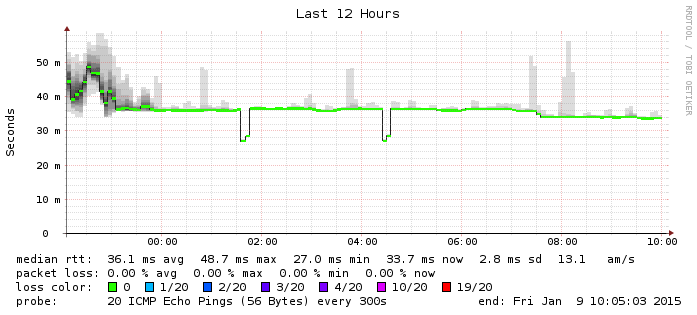 Last 12 Hours
RRDTOOL / TOBI OETIKER
Seconds
50 m
40 m
30 m
20 m
10 m
0
00:00 02:00 04:00 06:00 08:00 10:00
median rtt: 36.1 ms avg 48.7 ms max 27.0 ms min 33.7 ms now 2.8 ms sd 13.1 am/s
packet loss: 0.00 % avg 0.00 % max 0.00 % min 0.00 % now
loss color: 0 1/20 2/20 3/20 4/20 10/20 19/20
probe: 20 ICMP Echo Pings (56 Bytes) every 300s end: Fri Jan 9 10:05:03 2015